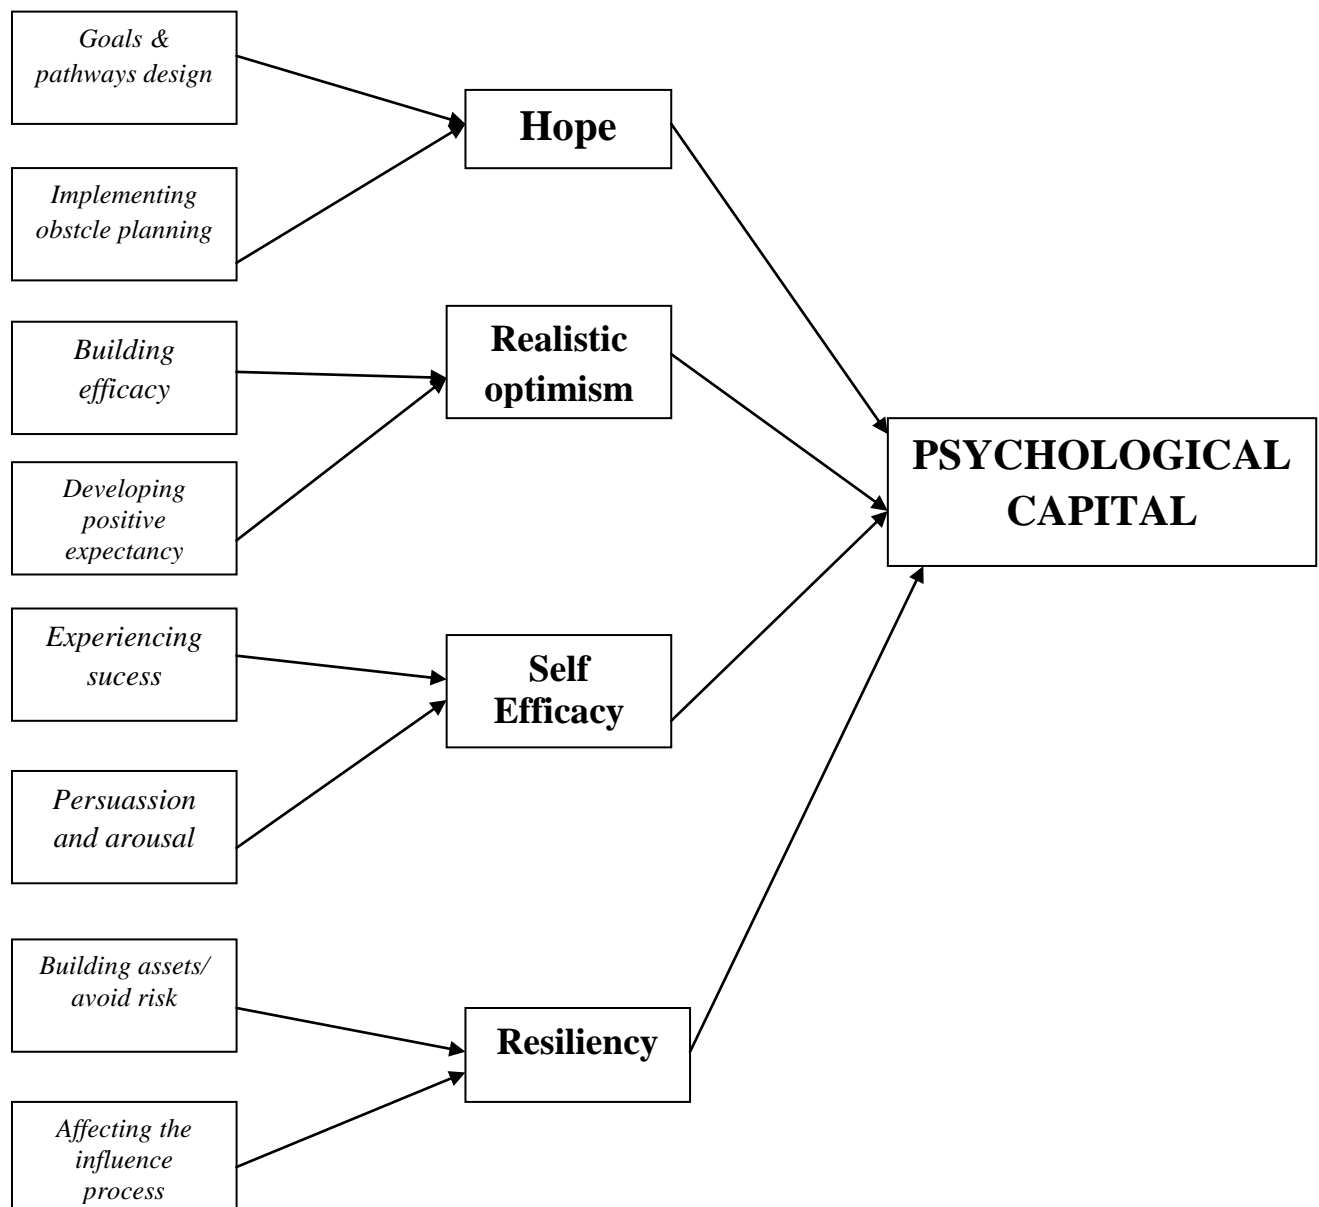 Goals &
pathways design
Implementing
obstcle planning
Building
efficacy
Developing
positive
expectancy
Experiencing
sucess
Persuassion
and arousal
Building assets/
avoid risk
Affecting the
influence
process
Hope
Realistic
optimism
Self
Efficacy
Resiliency
PSYCHOLOGICAL
CAPITAL